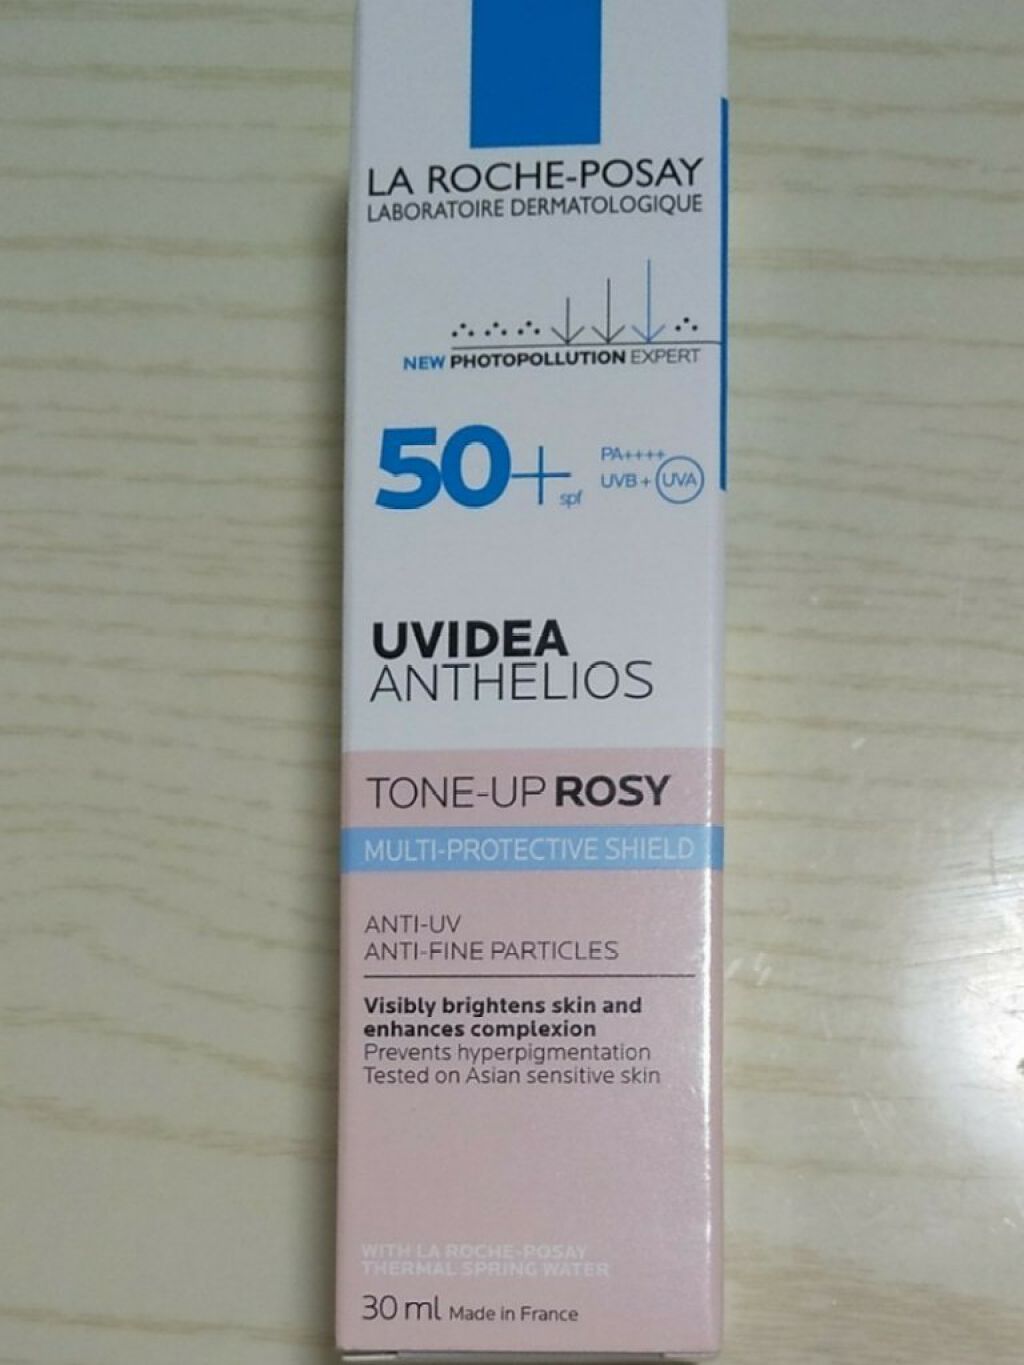 LA ROCHE-POSAY
LABORATOIRE DERMATOLOGIQUE
NEW PHOTOPOLLUTION EXPERT
50+ spf
PA++++
UVB + UVA
UVIDEA
ANTHELIOS
TONE-UP ROSY
MULTI-PROTECTIVE SHIELD
ANTI-UV
ANTI-FINE PARTICLES
Visibly brightens skin and
enhances complexion
Prevents hyperpigmentation
Tested on Asian sensitive skin
WITH LA ROCHE-POSAY
THERMAL SPRING WATER
30 ml Made in France